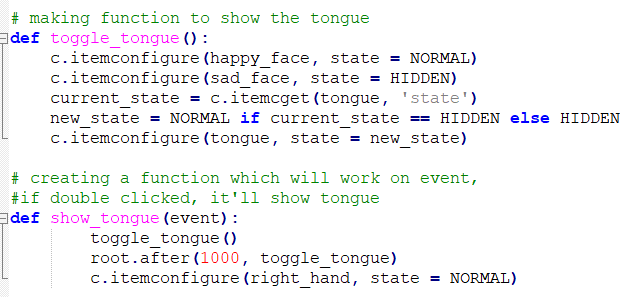 # making function to show the tongue
def toggle_tongue():
    c.itemconfigure(happy_face, state = NORMAL)
    c.itemconfigure(sad_face, state = HIDDEN)
    current_state = c.itemcget(tongue, 'state')
    new_state = NORMAL if current_state == HIDDEN else HIDDEN
    c.itemconfigure(tongue, state = new_state)

# creating a function which will work on event,
#if double clicked, it'll show tongue
def show_tongue(event):
        toggle_tongue()
        root.after(1000, toggle_tongue)
        c.itemconfigure(right_hand, state = NORMAL)